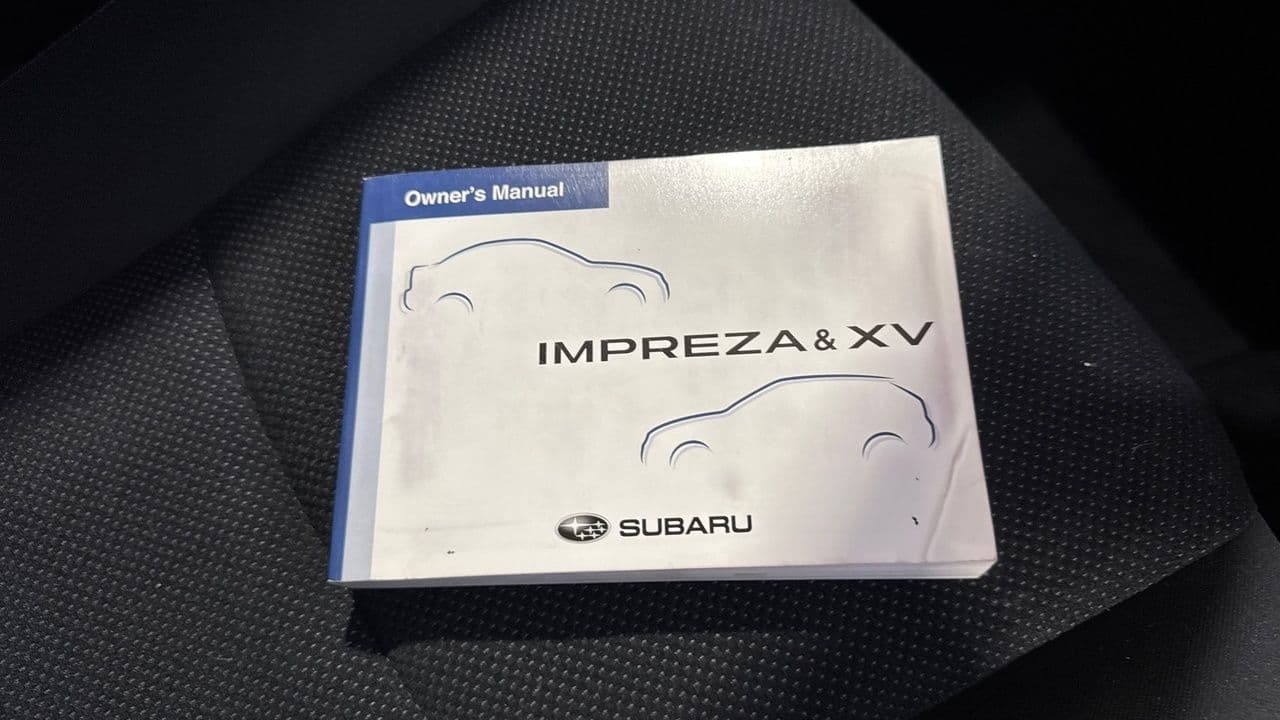 Owner's Manual
IMPREZA & XV
SUBARU